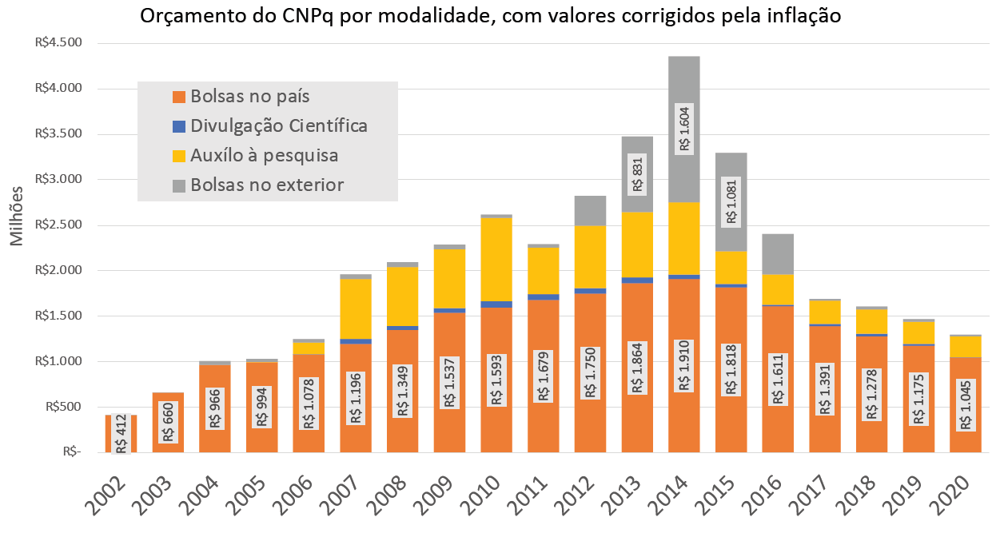 Orçamento do CNPq por modalidade, com valores corrigidos pela inflação
R$4.500
R$4.000
R$3.500
R$3.000
R$2.500
R$2.000
R$1.500
R$1.000
R$500
R$-
Milhões
Bolsas no país
Divulgação Científica
Auxílo à pesquisa
Bolsas no exterior
R$ 831
R$ 1.604
R$ 1.081
R$ 412
R$ 660
R$ 966
R$ 994
R$ 1.078
R$ 1.196
R$ 1.349
R$ 1.537
R$ 1.593
R$ 1.679
R$ 1.750
R$ 1.864
R$ 1.910
R$ 1.818
R$ 1.611
R$ 1.391
R$ 1.278
R$ 1.175
R$ 1.045
2002
2003
2004
2005
2006
2007
2008
2009
2010
2011
2012
2013
2014
2015
2016
2017
2018
2019
2020